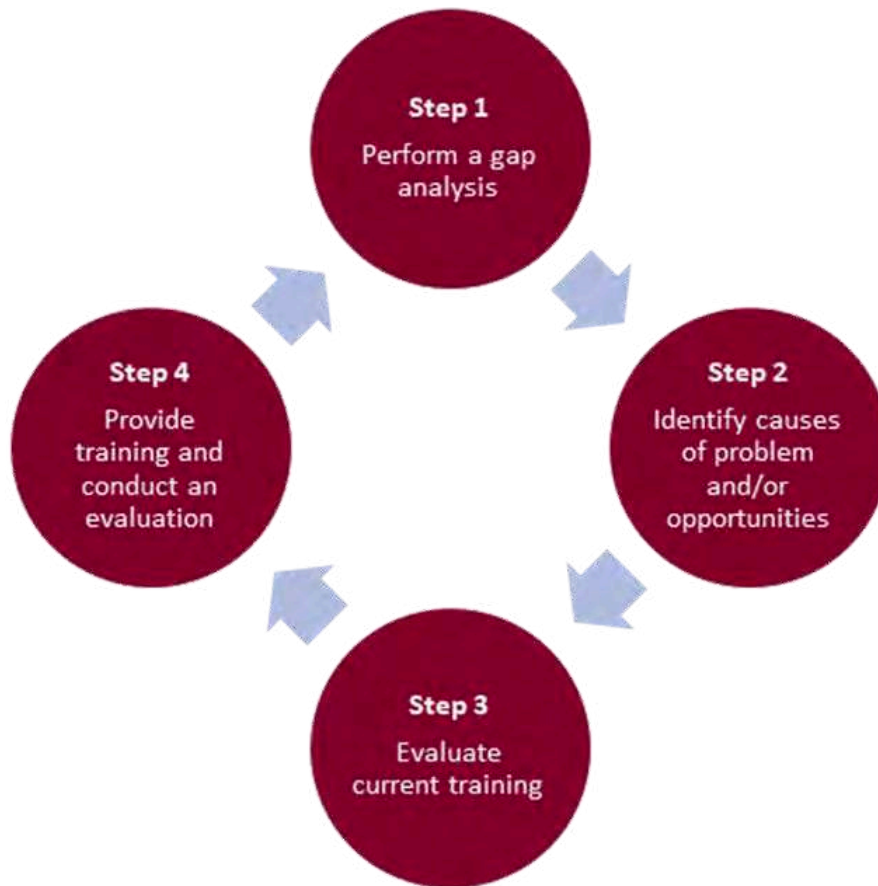 Step 1
Perform a gap
analysis
Step 2
Identify causes
of problem
and/or
opportunities
Step 3
Evaluate
current training
Step 4
Provide
training and
conduct an
evaluation